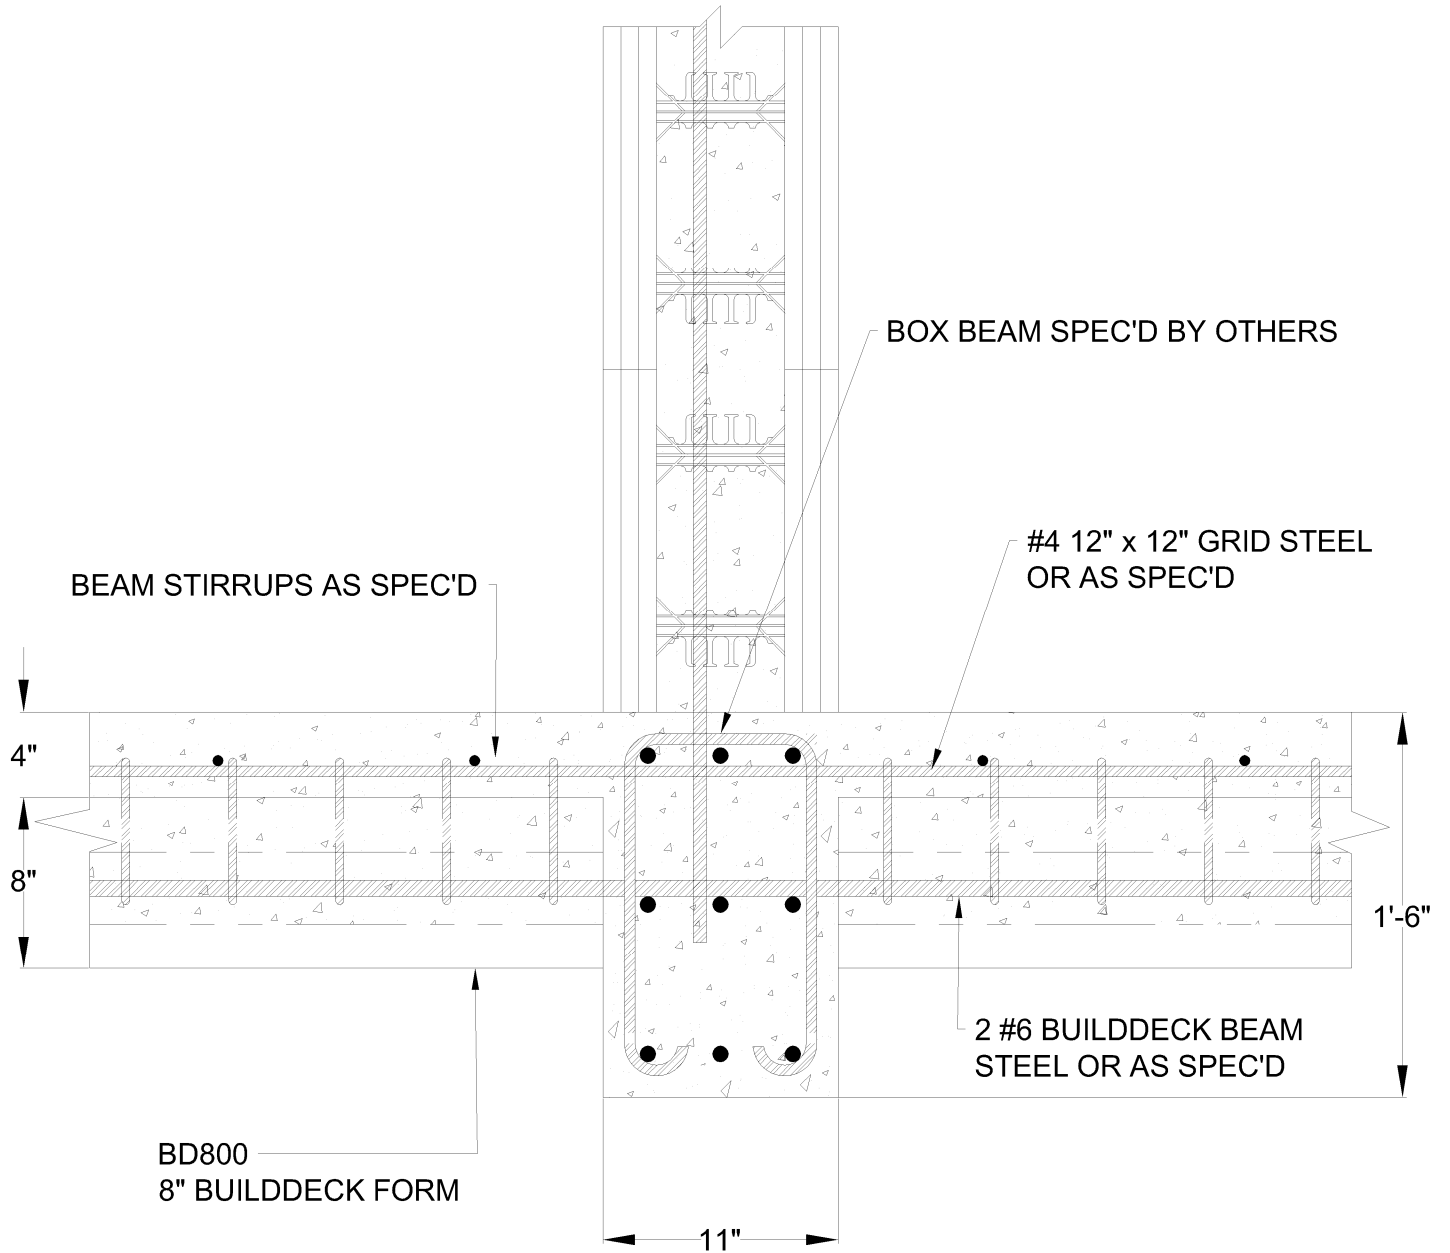 BOX BEAM SPEC'D BY OTHERS
#4 12" x 12" GRID STEEL
OR AS SPEC'D
BEAM STIRRUPS AS SPEC'D
4"
8"
1'-6"
2 #6 BUILDDECK BEAM
STEEL OR AS SPEC'D
BD800
8" BUILDDECK FORM
11"